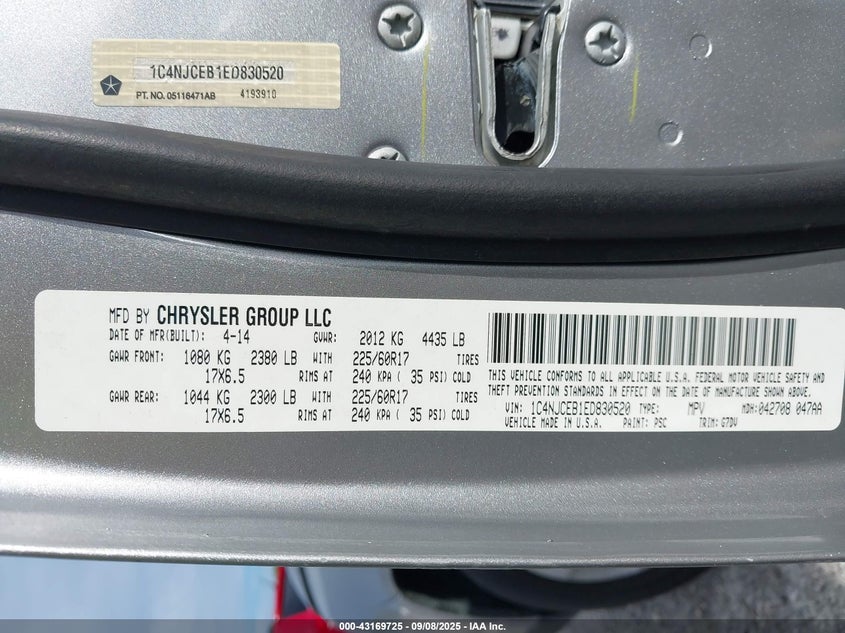 1C4NJCEB1ED830520
PT. NO. 05116471AB 4193910
MFD BY CHRYSLER GROUP LLC
DATE OF MFR(BUILT): 4-14 GVWR: 2012 KG 4435 LB
GAWR FRONT: 1080 KG 2380 LB WITH 225/60R17 TIRES
17X6.5 RIMS AT 240 KPA ( 35 PSI) COLD
GAWR REAR: 1044 KG 2300 LB WITH 225/60R17 TIRES
17X6.5 RIMS AT 240 KPA ( 35 PSI) COLD
THIS VEHICLE CONFORMS TO ALL APPLICABLE U.S.A. FEDERAL MOTOR VEHICLE SAFETY AND
THEFT PREVENTION STANDARDS IN EFFECT ON THE DATE OF MANUFACTURE SHOWN ABOVE.
VIN: 1C4NJCEB1ED830520 TYPE: MPV MDH: 042708 047AA
VEHICLE MADE IN U.S.A. PAINT: PSC TRIM: G7DV
000-43169725 - 09/08/2025 - IAA Inc.